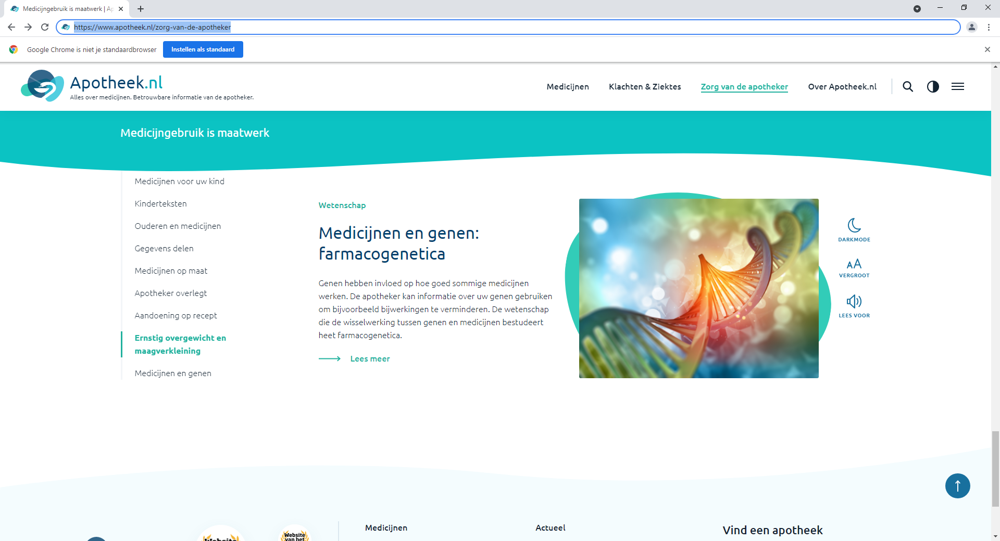 Medicijngebruik is maatwerk | Ap
https://www.apotheek.nl/zorg-van-de-apotheker
Google Chrome is niet je standaardbrowser
Instellen als standaard
Apotheek.nl
Alles over medicijnen. Betrouwbare informatie van de apotheker.
Medicijnen
Klachten & Ziektes
Zorg van de apotheker
Over Apotheek.nl
Medicijngebruik is maatwerk
Medicijnen voor uw kind
Kinderteksten
Ouderen en medicijnen
Gegevens delen
Medicijnen op maat
Apotheker overlegt
Aandoening op recept
Ernstig overgewicht en
maagverkleining
Medicijnen en genen
Wetenschap
Medicijnen en genen:
farmacogenetica
Genen hebben invloed op hoe goed sommige medicijnen
werken. De apotheker kan informatie over uw genen gebruiken
om bijvoorbeeld bijwerkingen te verminderen. De wetenschap
die de wisselwerking tussen genen en medicijnen bestudeert
heet farmacogenetica.
Lees meer
DARKMODE
AA
VERGROOT
LEES VOOR
Website
Website
van het
Medicijnen
Actueel
Vind een apotheek